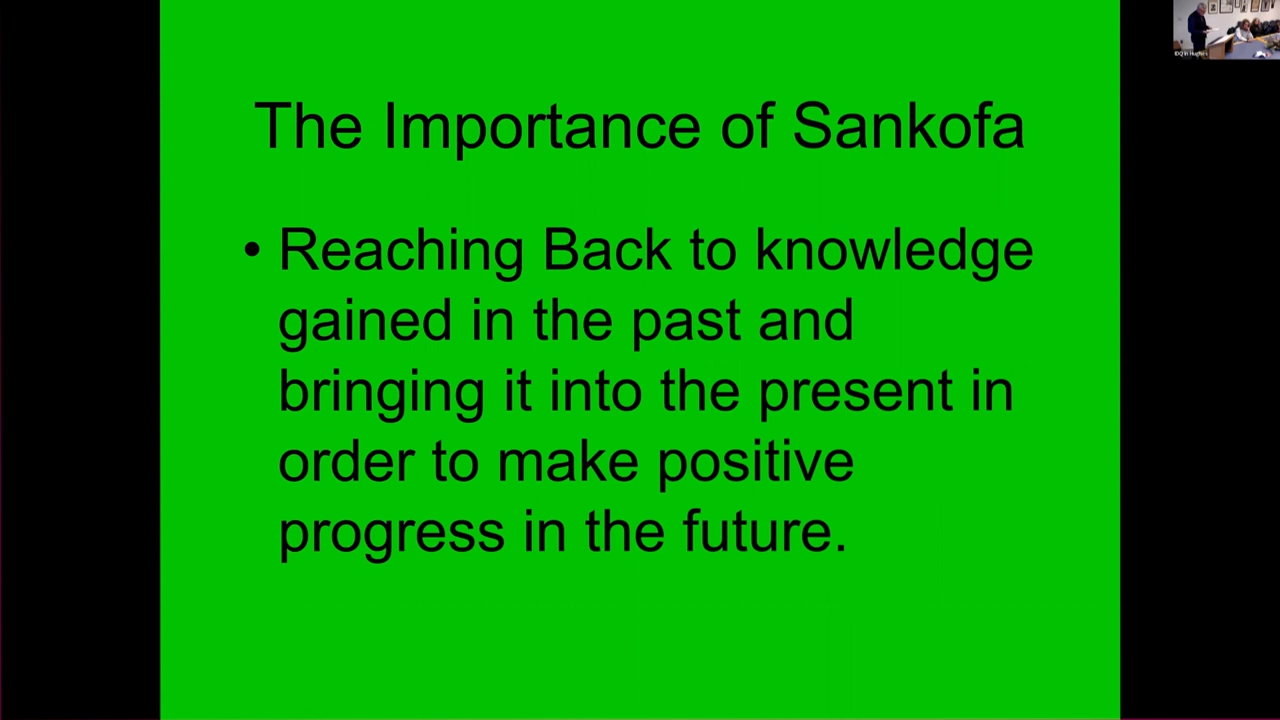 The Importance of Sankofa
• Reaching Back to knowledge
gained in the past and
bringing it into the present in
order to make positive
progress in the future.